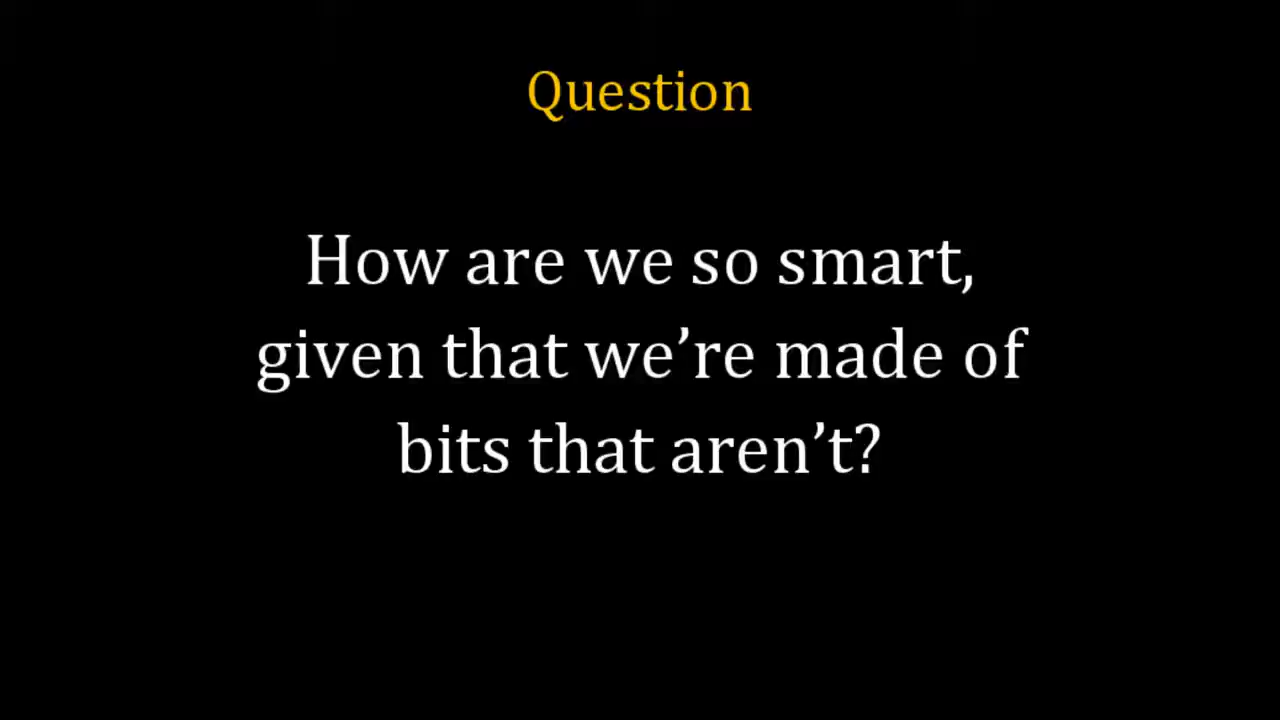 Question
How are we so smart,
given that we’re made of
bits that aren’t?